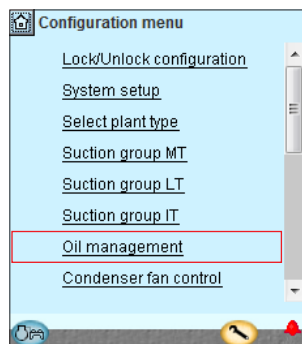 Configuration menu
Lock/Unlock configuration
System setup
Select plant type
Suction group MT
Suction group LT
Suction group IT
Oil management
Condenser fan control